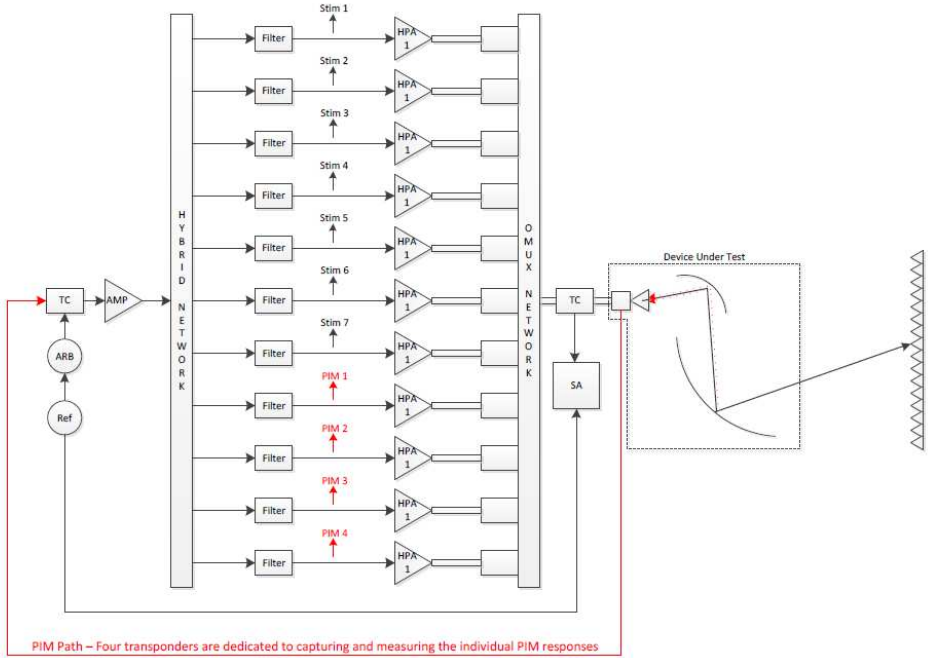 Stim 1
Filter
HPA
1
Stim 2
Filter
HPA
1
Stim 3
Filter
HPA
1
Stim 4
Filter
HPA
1
Stim 5
Filter
HPA
1
Stim 6
Filter
HPA
1
Stim 7
Filter
HPA
1
PIM 1
Filter
HPA
1
PIM 2
Filter
HPA
1
PIM 3
Filter
HPA
1
PIM 4
Filter
HPA
1
TC
AMP
ARB
Ref
HYBRID NETWORK
OMUX NETWORK
TC
SA
Device Under Test
PIM Path – Four transponders are dedicated to capturing and measuring the individual PIM responses